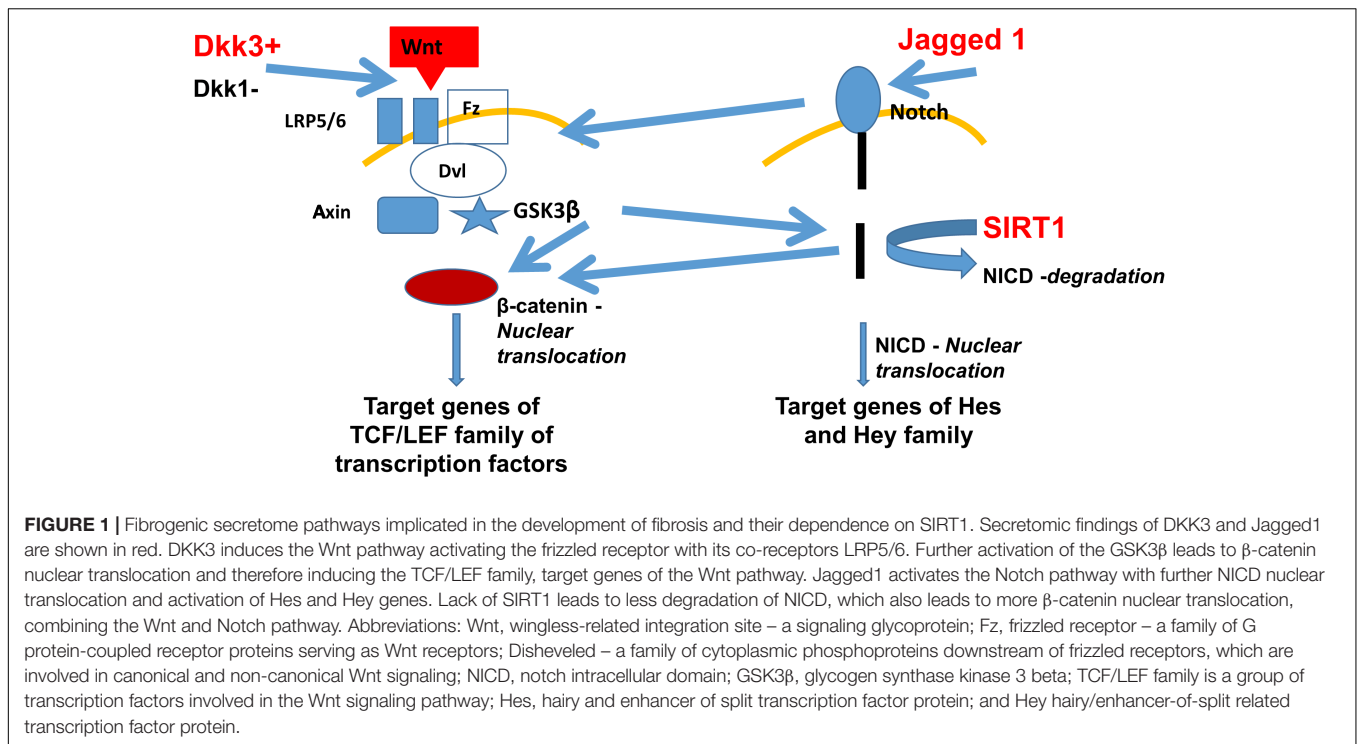 Dkk3+
Dkk1-
Wnt
LRP5/6
Fz
Dvl
Axin
GSK3β
β-catenin -
Nuclear
translocation
Target genes of
TCF/LEF family of
transcription factors
Jagged 1
Notch
SIRT1
NICD -degradation
NICD - Nuclear
translocation
Target genes of Hes
and Hey family
FIGURE 1 | Fibrogenic secretome pathways implicated in the development of fibrosis and their dependence on SIRT1. Secretomic findings of DKK3 and Jagged1
are shown in red. DKK3 induces the Wnt pathway activating the frizzled receptor with its co-receptors LRP5/6. Further activation of the GSK3β leads to β-catenin
nuclear translocation and therefore inducing the TCF/LEF family, target genes of the Wnt pathway. Jagged1 activates the Notch pathway with further NICD nuclear
translocation and activation of Hes and Hey genes. Lack of SIRT1 leads to less degradation of NICD, which also leads to more β-catenin nuclear translocation,
combining the Wnt and Notch pathway. Abbreviations: Wnt, wingless-related integration site – a signaling glycoprotein; Fz, frizzled receptor – a family of G
protein-coupled receptor proteins serving as Wnt receptors; Disheveled – a family of cytoplasmic phosphoproteins downstream of frizzled receptors, which are
involved in canonical and non-canonical Wnt signaling; NICD, notch intracellular domain; GSK3β, glycogen synthase kinase 3 beta; TCF/LEF family is a group of
transcription factors involved in the Wnt signaling pathway; Hes, hairy and enhancer of split transcription factor protein; and Hey hairy/enhancer-of-split related
transcription factor protein.